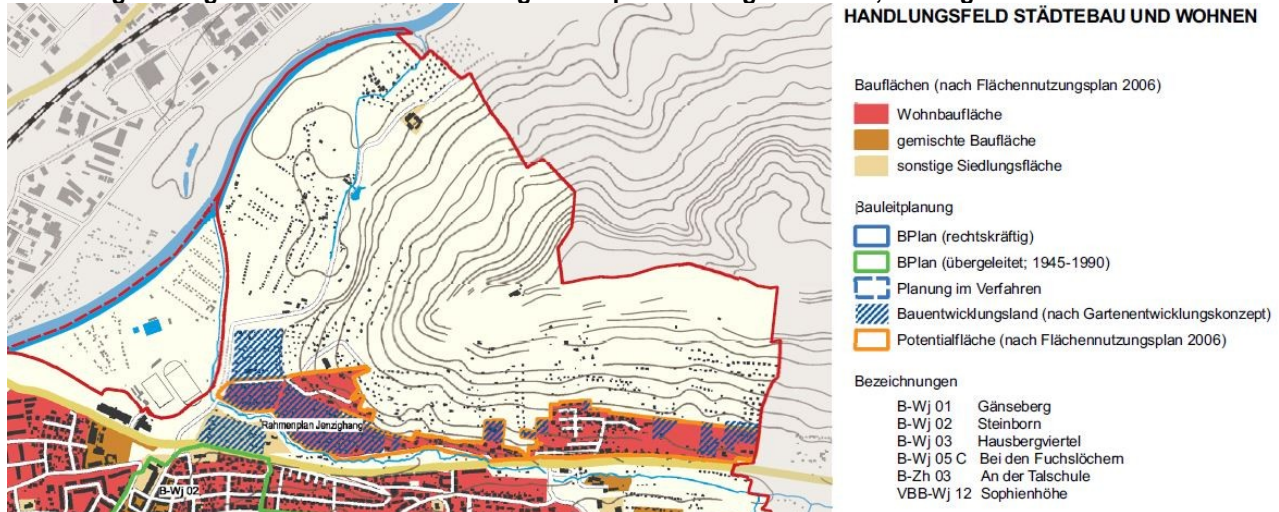 HANDLUNGSFELD STÄDTEBAU UND WOHNEN
Bauflächen (nach Flächennutzungsplan 2006)
Wohnbaufläche
gemischte Baufläche
sonstige Siedlungsfläche
Bauleitplanung
BPlan (rechtskräftig)
BPlan (übergeleitet; 1945-1990)
Planung im Verfahren
Bauentwicklungsland (nach Gartenentwicklungskonzept)
Potentialfläche (nach Flächennutzungsplan 2006)
Bezeichnungen
B-Wj 01 Gänseberg
B-Wj 02 Steinborn
B-Wj 03 Hausbergviertel
B-Wj 05 C Bei den Fuchslöchern
B-Zh 03 An der Talschule
VBB-Wj 12 Sophienhöhe
Rahmenplan Jenzighang
B-Wj 02